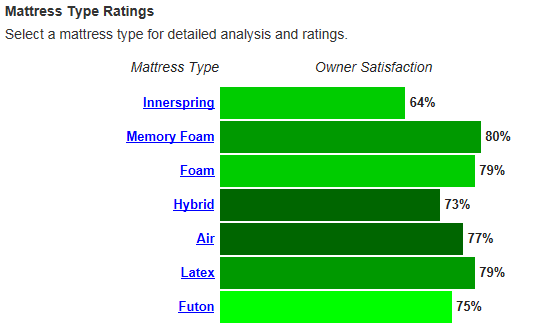 Mattress Type Ratings
Select a mattress type for detailed analysis and ratings.
Mattress Type Owner Satisfaction
Innerspring 64%
Memory Foam 80%
Foam 79%
Hybrid 73%
Air 77%
Latex 79%
Futon 75%